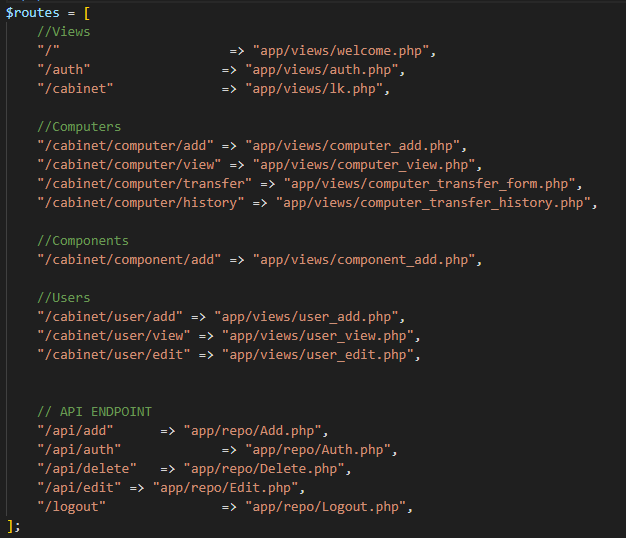 $routes = [
//Views
"/" => "app/views/welcome.php",
"/auth" => "app/views/auth.php",
"/cabinet" => "app/views/lk.php",
//Computers
"/cabinet/computer/add" => "app/views/computer_add.php",
"/cabinet/computer/view" => "app/views/computer_view.php",
"/cabinet/computer/transfer" => "app/views/computer_transfer_form.php",
"/cabinet/computer/history" => "app/views/computer_transfer_history.php",
//Components
"/cabinet/component/add" => "app/views/component_add.php",
//Users
"/cabinet/user/add" => "app/views/user_add.php",
"/cabinet/user/view" => "app/views/user_view.php",
"/cabinet/user/edit" => "app/views/user_edit.php",
// API ENDPOINT
"/api/add" => "app/repo/Add.php",
"/api/auth" => "app/repo/Auth.php",
"/api/delete" => "app/repo/Delete.php",
"/api/edit" => "app/repo/Edit.php",
"/logout" => "app/repo/Logout.php",
];